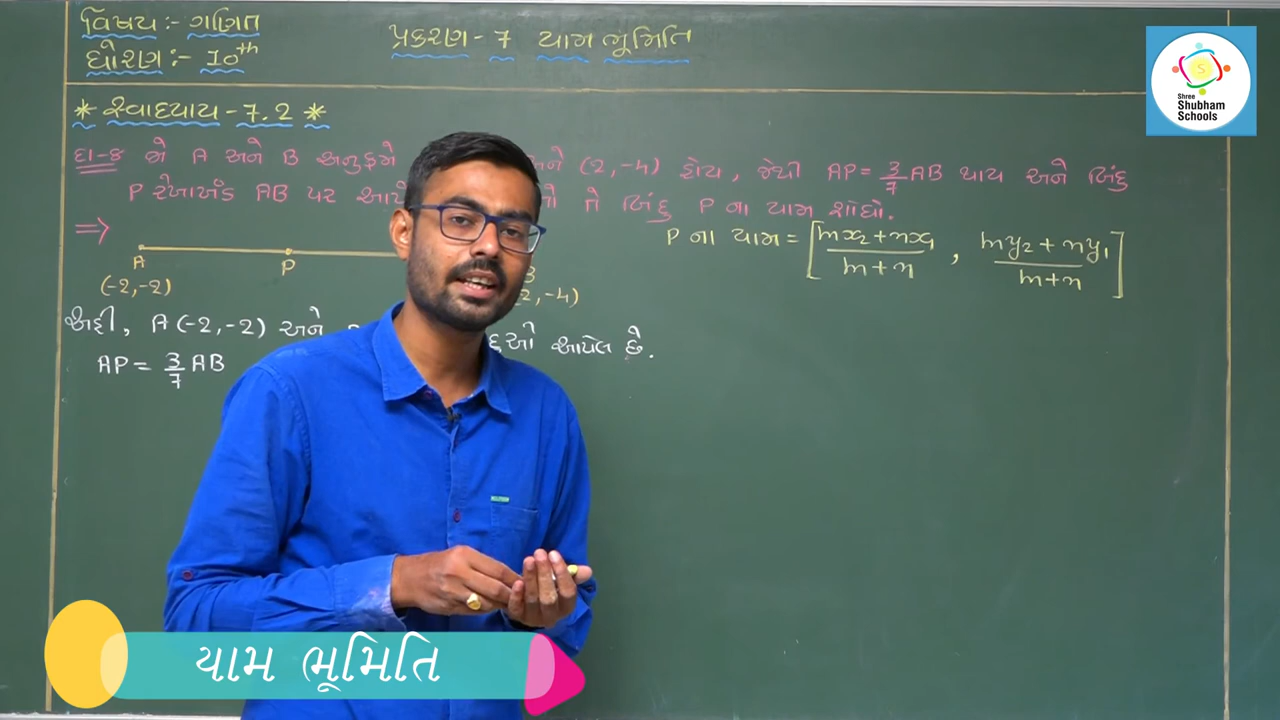 વિષય :- ગણિત
ધોરણ :- 10th
પ્રકરણ - 7 યામ ભૂમિતિ
* સ્વાધ્યાય - 7.2 *
દા-8 જો A અને B અનુક્રમે (2, -4) હોય, જેથી AP = 3/7 AB થાય અને બિંદુ
P રેખાખંડ AB પર તે બિંદુ P ના યામ શોધો.
⇒
A P
(-2, -2) , -4)
P ના યામ = [ mx2 + nx1 / m + n , my2 + ny1 / m + n ]
અહીં, A (-2, -2) અને આપેલ છે.
AP = 3/7 AB
S
Shree
Shubham
Schools
યામ ભૂમિતિ